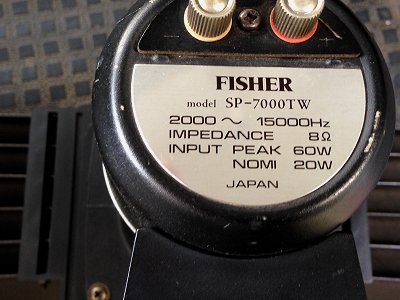 FISHER
model SP-7000TW
2000～15000Hz
IMPEDANCE 8Ω
INPUT PEAK 60W
NOMI 20W
JAPAN